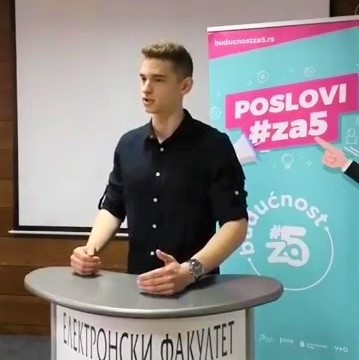 buducnostza5.rs
POSLOVI
#za5
budućnost
#
za5
ЕЛЕКТРОНСКИ ФАКУЛТЕТ